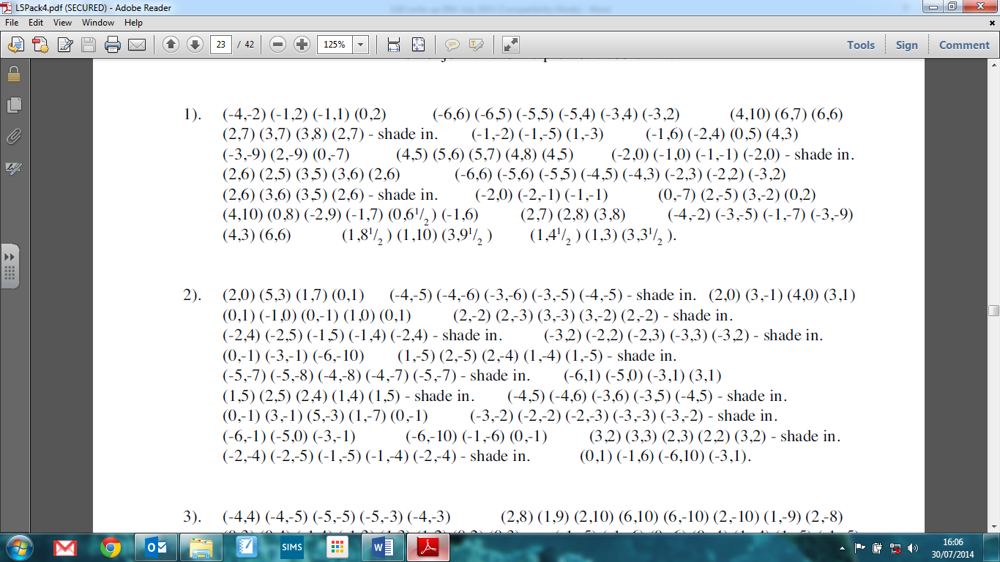 L5Pack4.pdf (SECURED) - Adobe Reader
File Edit View Window Help
23 / 42 125% Tools Sign Comment
1). (-4,-2) (-1,2) (-1,1) (0,2) (-6,6) (-6,5) (-5,5) (-5,4) (-3,4) (-3,2) (4,10) (6,7) (6,6)
(2,7) (3,7) (3,8) (2,7) - shade in. (-1,-2) (-1,-5) (1,-3) (-1,6) (-2,4) (0,5) (4,3)
(-3,-9) (2,-9) (0,-7) (4,5) (5,6) (5,7) (4,8) (4,5) (-2,0) (-1,0) (-1,-1) (-2,0) - shade in.
(2,6) (2,5) (3,5) (3,6) (2,6) (-6,6) (-5,6) (-5,5) (-4,5) (-4,3) (-2,3) (-2,2) (-3,2)
(2,6) (3,6) (3,5) (2,6) - shade in. (-2,0) (-2,-1) (-1,-1) (0,-7) (2,-5) (3,-2) (0,2)
(4,10) (0,8) (-2,9) (-1,7) (0,6¹/₂) (-1,6) (2,7) (2,8) (3,8) (-4,-2) (-3,-5) (-1,-7) (-3,-9)
(4,3) (6,6) (1,8¹/₂) (1,10) (3,9¹/₂) (1,4¹/₂) (1,3) (3,3¹/₂).
2). (2,0) (5,3) (1,7) (0,1) (-4,-5) (-4,-6) (-3,-6) (-3,-5) (-4,-5) - shade in. (2,0) (3,-1) (4,0) (3,1)
(0,1) (-1,0) (0,-1) (1,0) (0,1) (2,-2) (2,-3) (3,-3) (3,-2) (2,-2) - shade in.
(-2,4) (-2,5) (-1,5) (-1,4) (-2,4) - shade in. (-3,2) (-2,2) (-2,3) (-3,3) (-3,2) - shade in.
(0,-1) (-3,-1) (-6,-10) (1,-5) (2,-5) (2,-4) (1,-4) (1,-5) - shade in.
(-5,-7) (-5,-8) (-4,-8) (-4,-7) (-5,-7) - shade in. (-6,1) (-5,0) (-3,1) (3,1)
(1,5) (2,5) (2,4) (1,4) (1,5) - shade in. (-4,5) (-4,6) (-3,6) (-3,5) (-4,5) - shade in.
(0,-1) (3,-1) (5,-3) (1,-7) (0,-1) (-3,-2) (-2,-2) (-2,-3) (-3,-3) (-3,-2) - shade in.
(-6,-1) (-5,0) (-3,-1) (-6,-10) (-1,-6) (0,-1) (3,2) (3,3) (2,3) (2,2) (3,2) - shade in.
(-2,-4) (-2,-5) (-1,-5) (-1,-4) (-2,-4) - shade in. (0,1) (-1,6) (-6,10) (-3,1).
3). (-4,4) (-4,-5) (-5,-5) (-5,-3) (-4,-3) (2,8) (1,9) (2,10) (6,10) (6,-10) (2,-10) (1,-9) (2,-8)
SIMS
16:06
30/07/2014